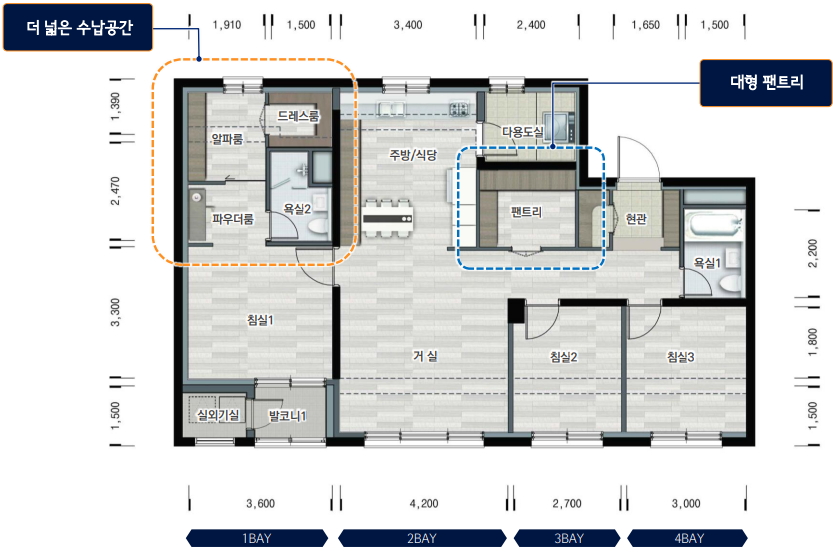 더 넓은 수납공간
1,910
1,500
3,400
2,400
1,650
1,500
대형 팬트리
1,390
2,470
3,300
1,500
드레스룸
알파룸
주방/식당
다용도실
파우더룸
욕실2
팬트리
현관
욕실1
침실1
거 실
침실2
침실3
실외기실
발코니1
2,200
1,800
1,500
3,600
4,200
2,700
3,000
1BAY
2BAY
3BAY
4BAY